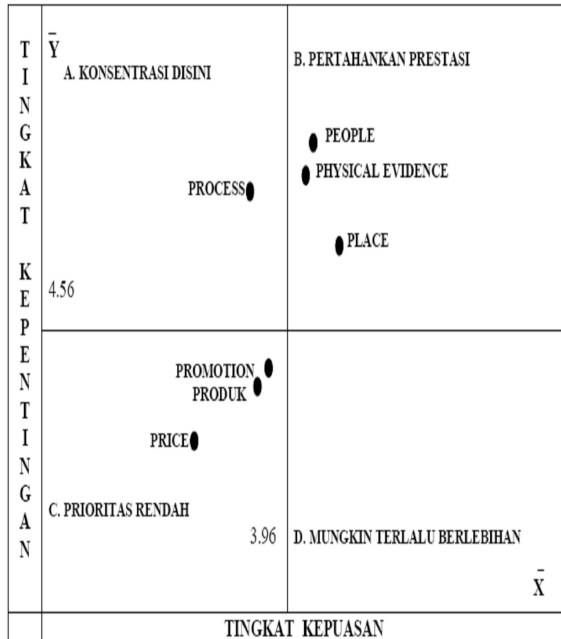 TINGKAT KEPENTINGAN
Ȳ
A. KONSENTRASI DISINI
B. PERTAHANKAN PRESTASI
PEOPLE
PHYSICAL EVIDENCE
PROCESS
PLACE
4.56
PROMOTION
PRODUK
PRICE
C. PRIORITAS RENDAH
3.96
D. MUNGKIN TERLALU BERLEBIHAN
X̄
TINGKAT KEPUASAN